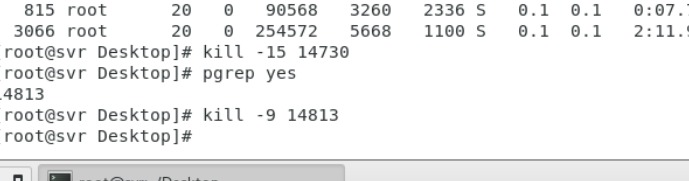 815 root 20 0 90568 3260 2336 S 0.1 0.1 0:07.
3066 root 20 0 254572 5668 1100 S 0.1 0.1 2:11.9
[root@svr Desktop]# kill -15 14730
[root@svr Desktop]# pgrep yes
14813
[root@svr Desktop]# kill -9 14813
[root@svr Desktop]#